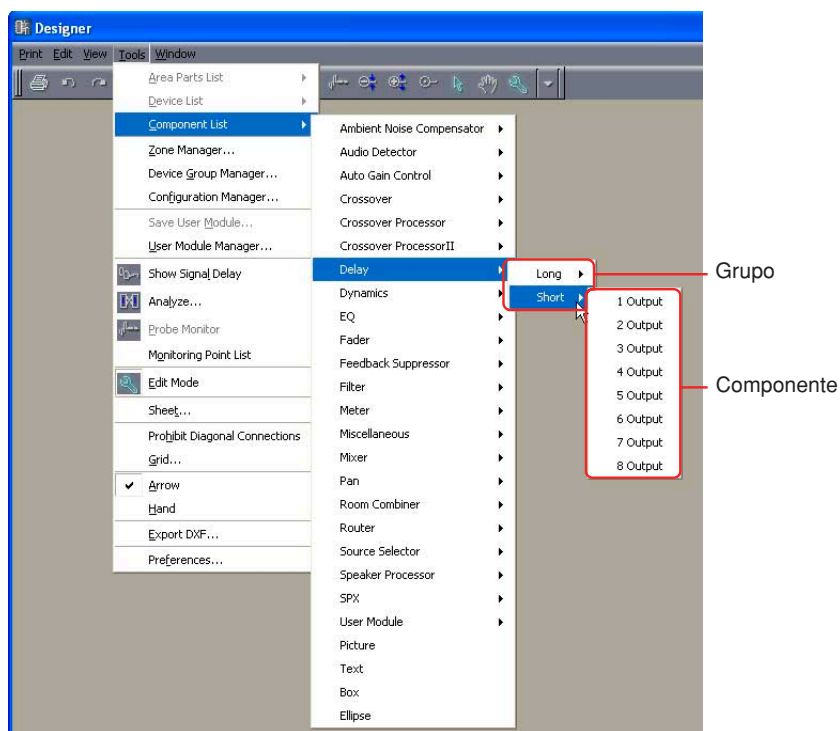 Designer
Print Edit View Tools Window
Area Parts List
Device List
Component List
Zone Manager...
Device Group Manager...
Configuration Manager...
Save User Module...
User Module Manager...
Show Signal Delay
Analyze...
Probe Monitor
Monitoring Point List
Edit Mode
Sheet...
Prohibit Diagonal Connections
Grid...
Arrow
Hand
Export DXF...
Preferences...
Ambient Noise Compensator
Audio Detector
Auto Gain Control
Crossover
Crossover Processor
Crossover ProcessorII
Delay
Dynamics
EQ
Fader
Feedback Suppressor
Filter
Meter
Miscellaneous
Mixer
Pan
Room Combiner
Router
Source Selector
Speaker Processor
SPX
User Module
Picture
Text
Box
Ellipse
Long
Short
Grupo
1 Output
2 Output
3 Output
4 Output
5 Output
6 Output
7 Output
8 Output
Componente